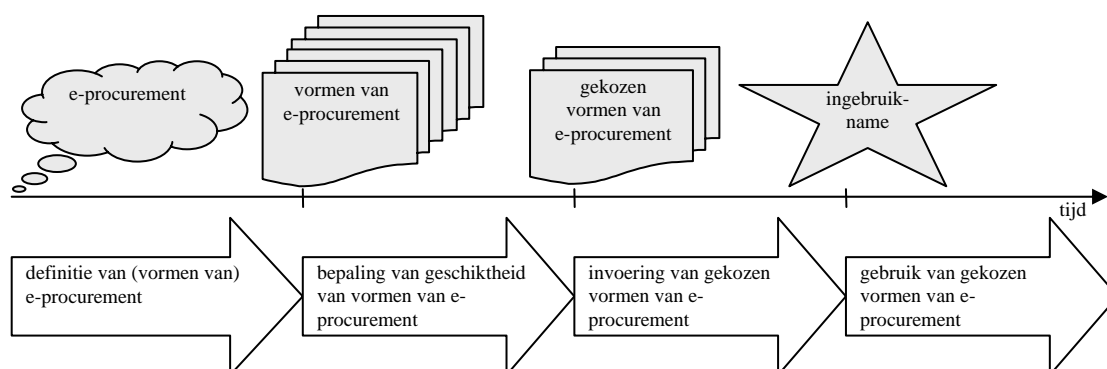 e-procurement
vormen van
e-procurement
gekozen
vormen van
e-procurement
ingebruik-
name
tijd
definitie van (vormen van)
e-procurement
bepaling van geschiktheid
van vormen van e-
procurement
invoering van gekozen
vormen van e-
procurement
gebruik van gekozen
vormen van e-
procurement